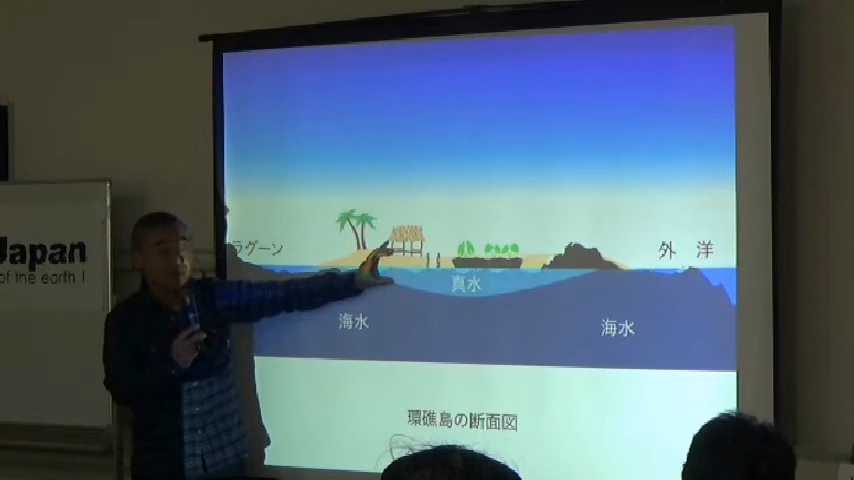 Japan
of the earth !
ラグーン
外 洋
真水
海水
海水
環礁島の断面図